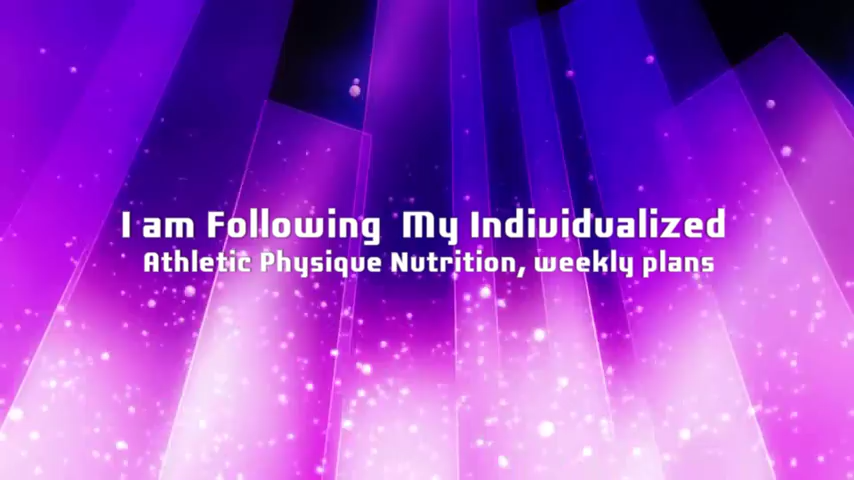 I am Following My Individualized
Athletic Physique Nutrition, weekly plans